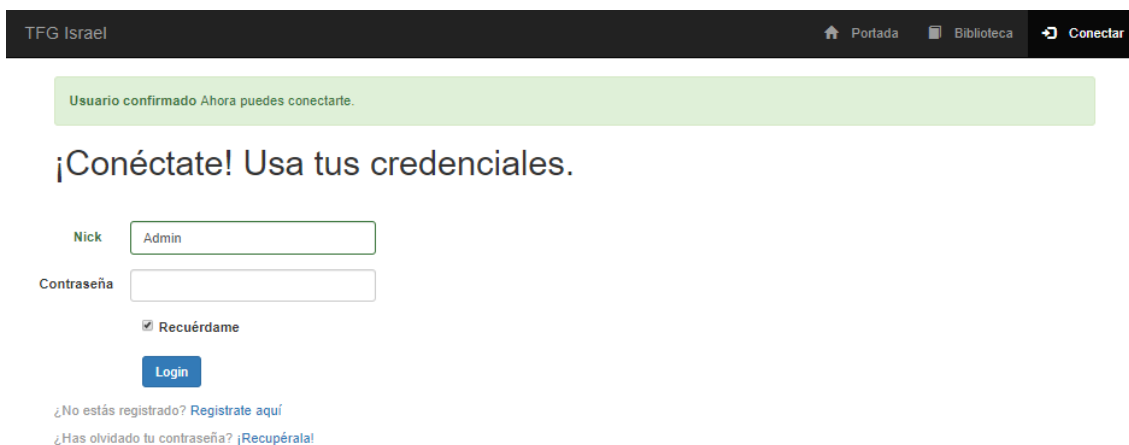 TFG Israel Portada Biblioteca Conectar
Usuario confirmado Ahora puedes conectarte.
¡Conéctate! Usa tus credenciales.
Nick Admin
Contraseña
Recuérdame
Login
¿No estás registrado? Registrate aquí
¿Has olvidado tu contraseña? ¡Recupérala!